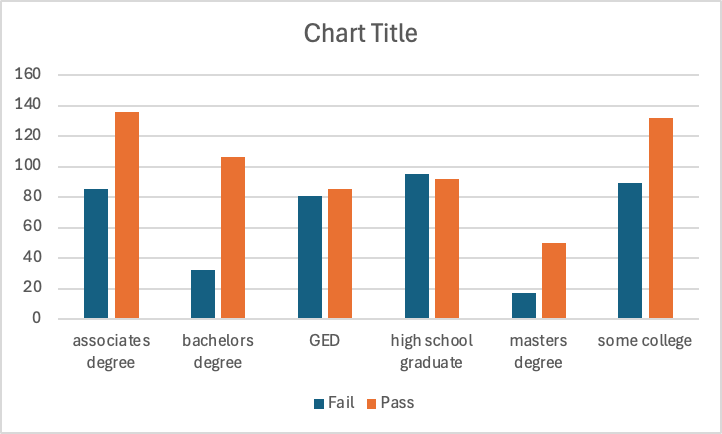 Chart Title
160
140
120
100
80
60
40
20
0
associates degree
bachelors degree
GED
high school graduate
masters degree
some college
Fail
Pass